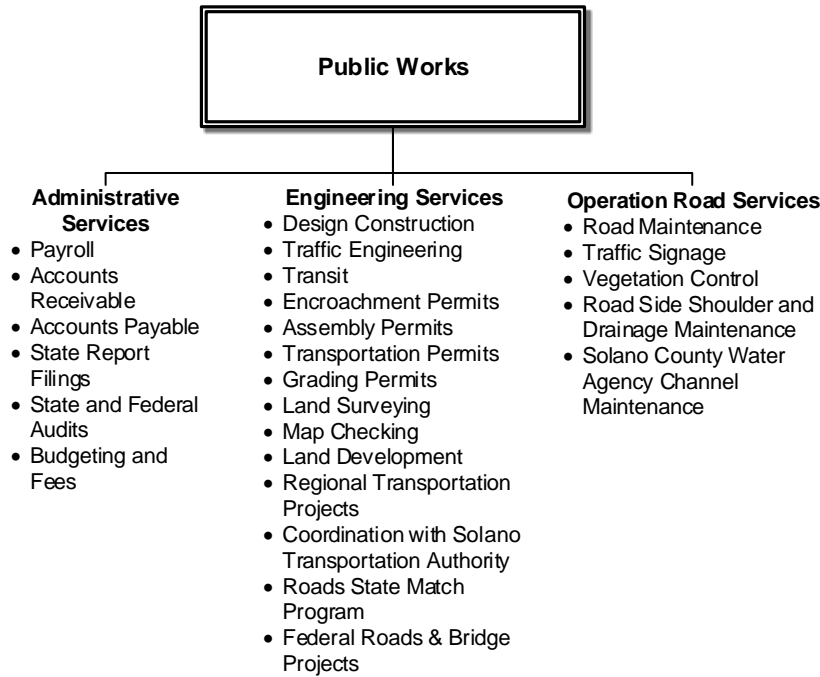 Public Works
Administrative
Services
• Payroll
• Accounts
Receivable
• Accounts Payable
• State Report
Filings
• State and Federal
Audits
• Budgeting and
Fees
Engineering Services
• Design Construction
• Traffic Engineering
• Transit
• Encroachment Permits
• Assembly Permits
• Transportation Permits
• Grading Permits
• Land Surveying
• Map Checking
• Land Development
• Regional Transportation
Projects
• Coordination with Solano
Transportation Authority
• Roads State Match
Program
• Federal Roads & Bridge
Projects
Operation Road Services
• Road Maintenance
• Traffic Signage
• Vegetation Control
• Road Side Shoulder and
Drainage Maintenance
• Solano County Water
Agency Channel
Maintenance